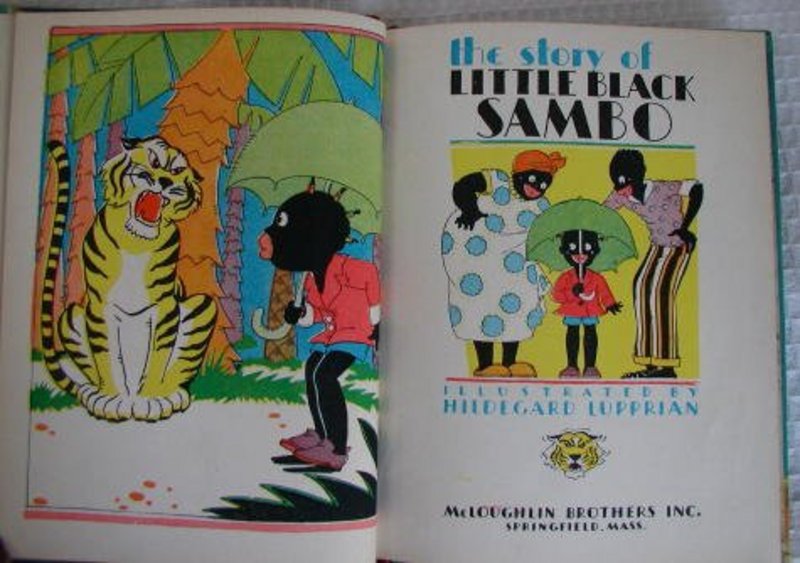 the story of
LITTLE BLACK
SAMBO
ILLUSTRATED BY
HILDEGARD LUPPRIAN
McLOUGHLIN BROTHERS INC.
SPRINGFIELD, MASS.